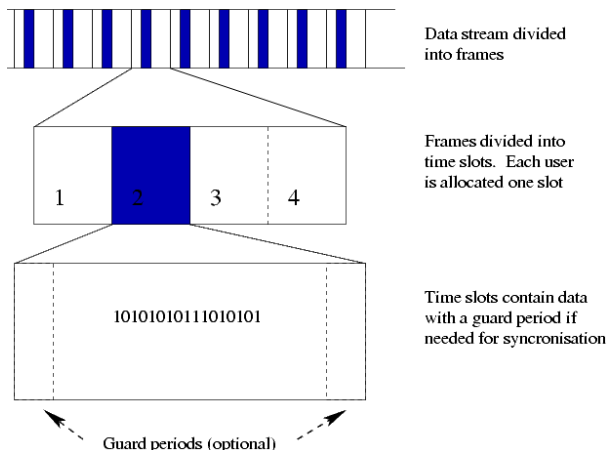 Data stream divided
into frames
Frames divided into
time slots. Each user
is allocated one slot
1 2 3 4
Time slots contain data
with a guard period if
needed for syncronisation
10101010111010101
Guard periods (optional)